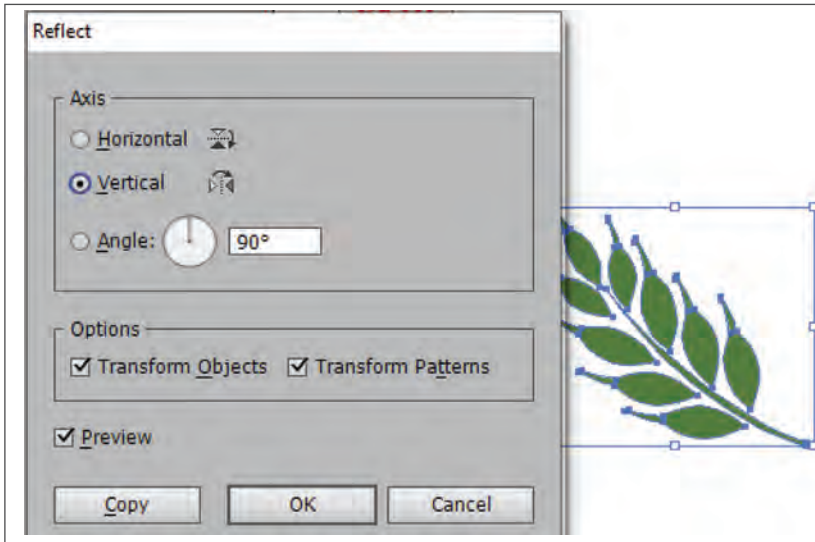 Reflect
Axis
Horizontal
Vertical
Angle: 90°
Options
Transform Objects Transform Patterns
Preview
Copy OK Cancel